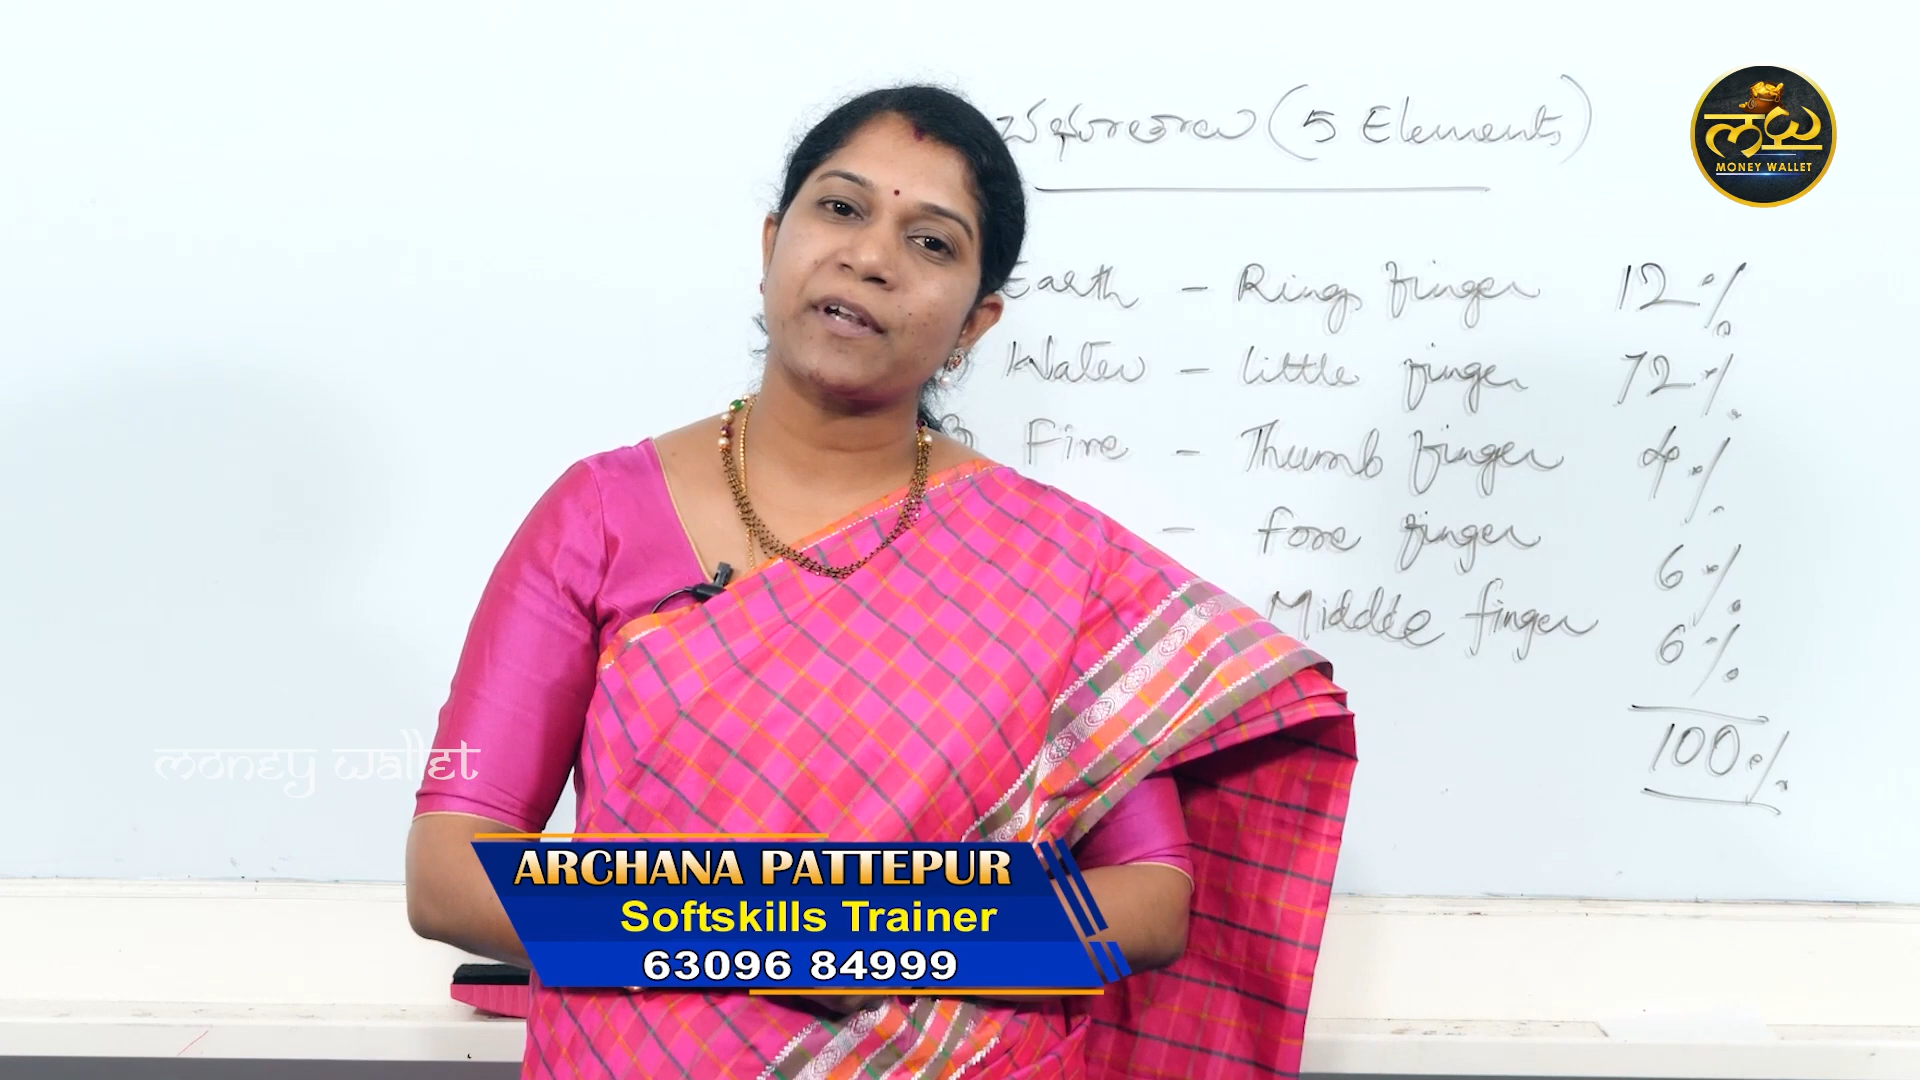 (5 Elements)
MONEY WALLET
Earth - Ring finger 12%
Water - Little finger 72%
3 Fire - Thumb finger 4%
- Fore finger 6%
Middle finger 6%
100%
money wallet
ARCHANA PATTEPUR
Softskills Trainer
63096 84999